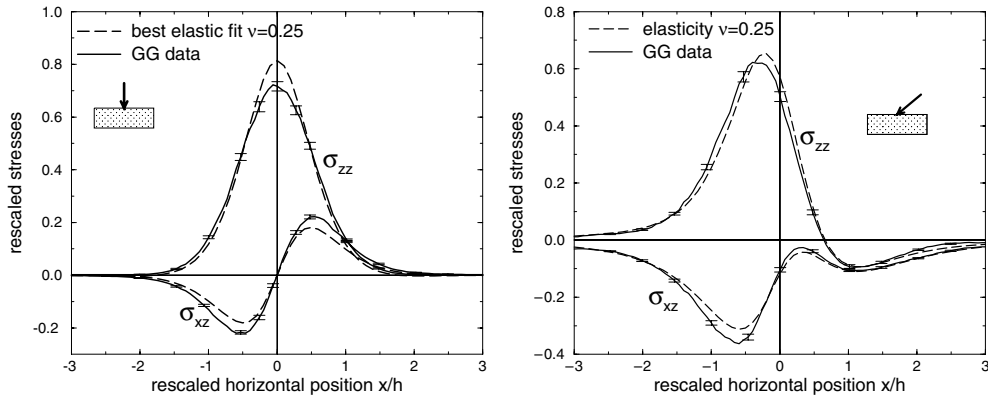 best elastic fit ν=0.25
GG data
σzz
σxz
1.0
0.8
0.6
0.4
0.2
0.0
-0.2
rescaled stresses
-3 -2 -1 0 1 2 3
rescaled horizontal position x/h
elasticity ν=0.25
GG data
σzz
σxz
0.8
0.6
0.4
0.2
0.0
−0.2
−0.4
rescaled stresses
−3 −2 −1 0 1 2 3
rescaled horizontal position x/h